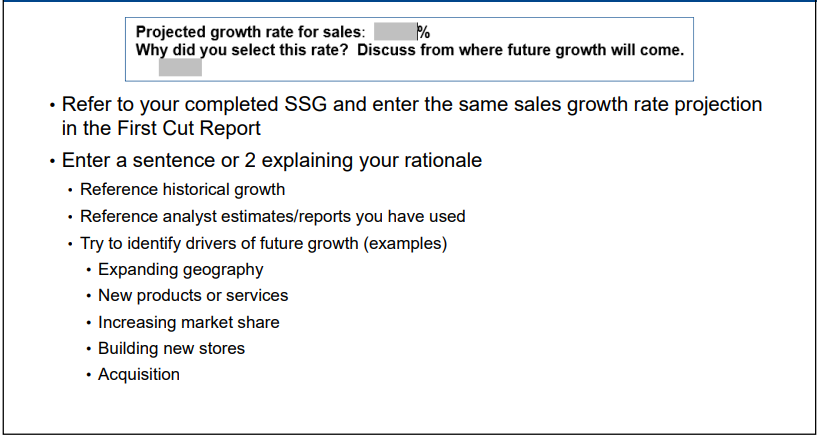 Projected growth rate for sales: %
Why did you select this rate? Discuss from where future growth will come.
• Refer to your completed SSG and enter the same sales growth rate projection
in the First Cut Report
• Enter a sentence or 2 explaining your rationale
• Reference historical growth
• Reference analyst estimates/reports you have used
• Try to identify drivers of future growth (examples)
• Expanding geography
• New products or services
• Increasing market share
• Building new stores
• Acquisition